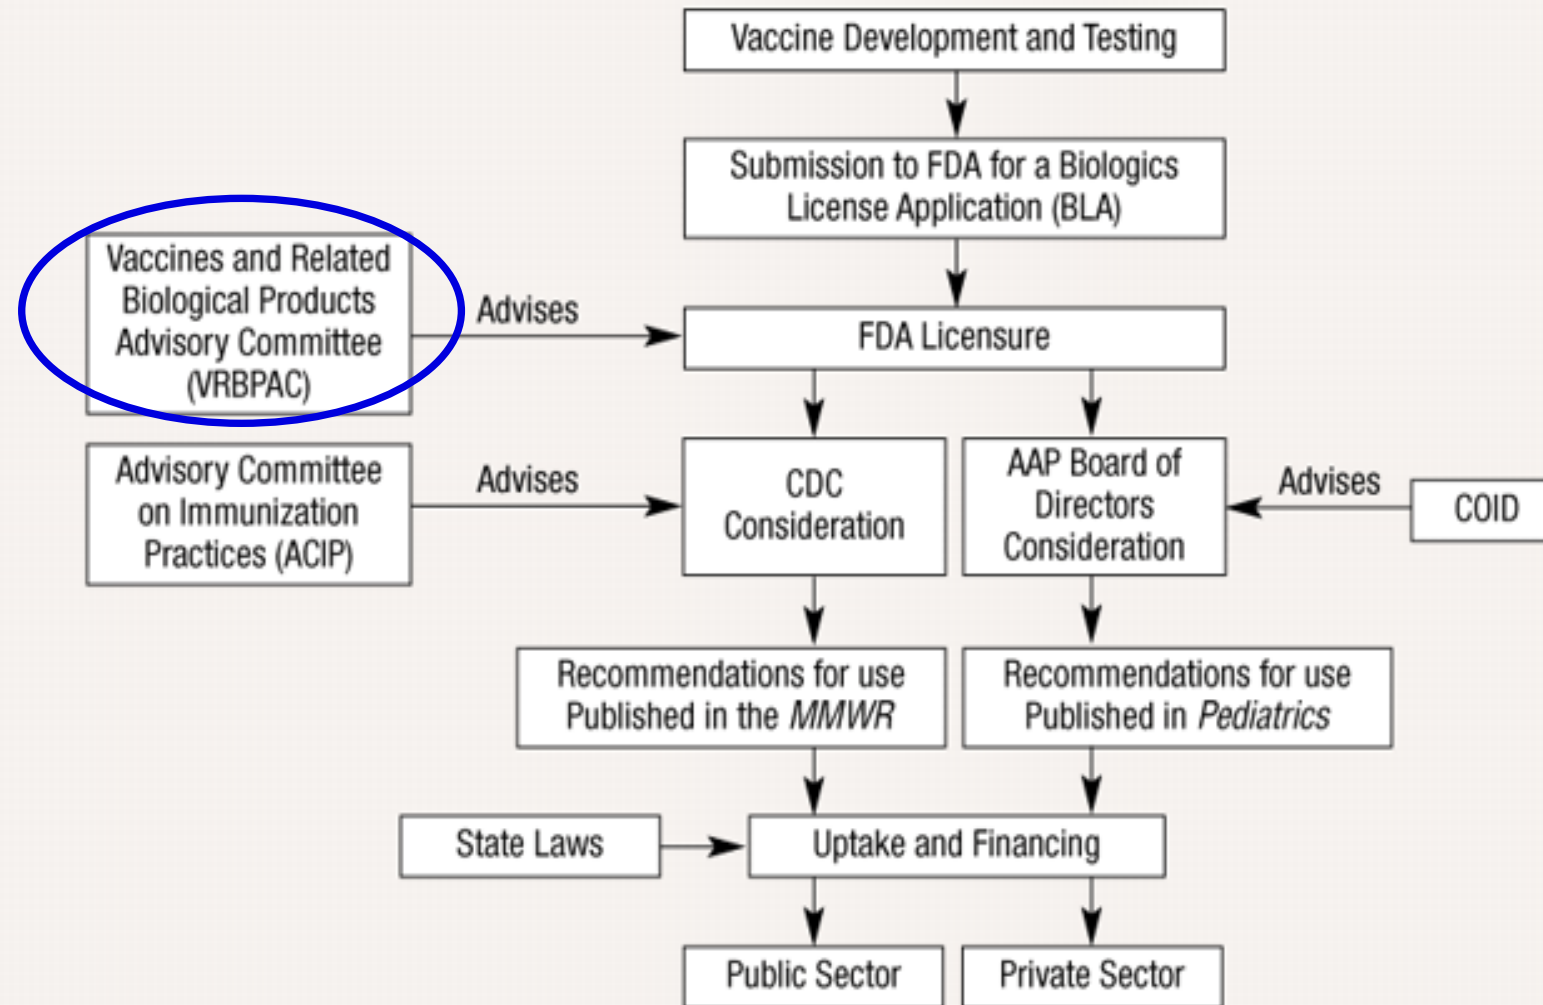 Vaccine Development and Testing
Submission to FDA for a Biologics
License Application (BLA)
Vaccines and Related
Biological Products
Advisory Committee
(VRBPAC)
Advises
FDA Licensure
Advisory Committee
on Immunization
Practices (ACIP)
Advises
CDC
Consideration
AAP Board of
Directors
Consideration
Advises
COID
Recommendations for use
Published in the MMWR
Recommendations for use
Published in Pediatrics
State Laws
Uptake and Financing
Public Sector
Private Sector